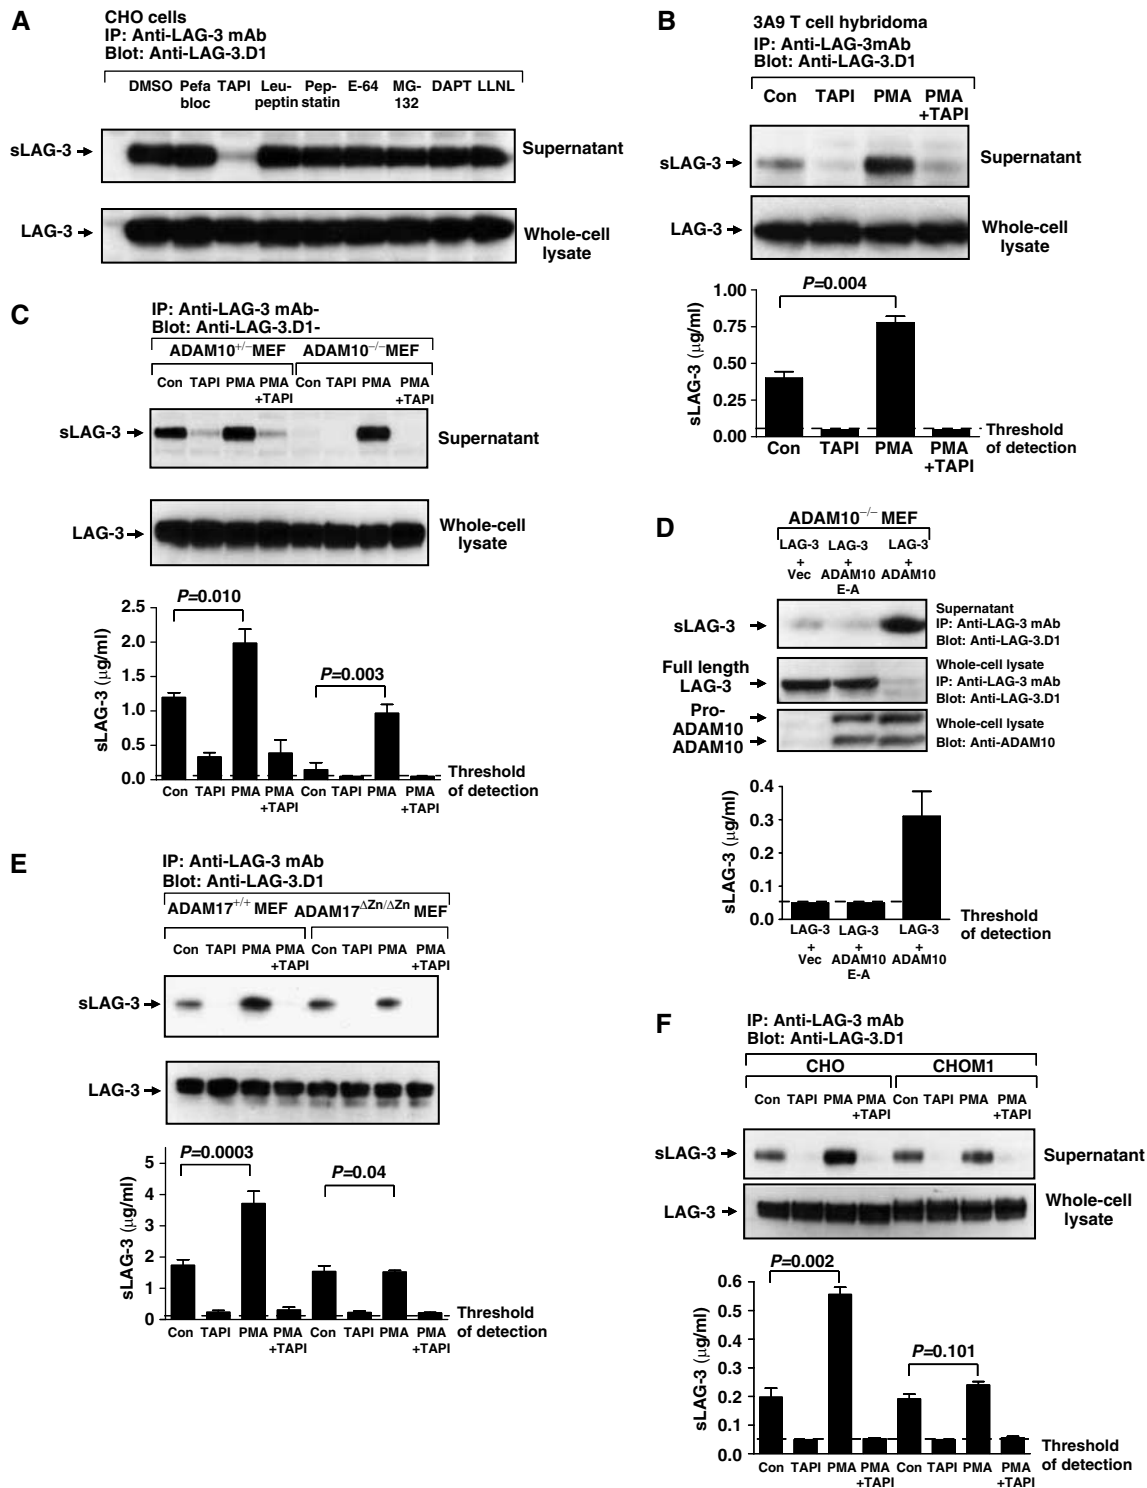 A
CHO cells
IP: Anti-LAG-3 mAb
Blot: Anti-LAG-3.D1
DMSO Pefa bloc TAPI Leu-peptin Pep-statin E-64 MG-132 DAPT LLNL
sLAG-3
Supernatant
LAG-3
Whole-cell lysate
B
3A9 T cell hybridoma
IP: Anti-LAG-3mAb
Blot: Anti-LAG-3.D1
Con TAPI PMA PMA +TAPI
sLAG-3
Supernatant
LAG-3
Whole-cell lysate
P=0.004
sLAG-3 (μg/ml)
1.00
0.75
0.50
0.25
0.00
Threshold of detection
Con TAPI PMA PMA +TAPI
C
IP: Anti-LAG-3 mAb-
Blot: Anti-LAG-3.D1-
ADAM10+/− MEF ADAM10−/− MEF
Con TAPI PMA PMA +TAPI Con TAPI PMA PMA +TAPI
sLAG-3
Supernatant
LAG-3
Whole-cell lysate
P=0.010
P=0.003
sLAG-3 (μg/ml)
2.5
2.0
1.5
1.0
0.5
0.0
Threshold of detection
Con TAPI PMA PMA +TAPI Con TAPI PMA PMA +TAPI
D
ADAM10−/− MEF
LAG-3 + Vec LAG-3 + ADAM10 E-A LAG-3 + ADAM10
sLAG-3
Supernatant
IP: Anti-LAG-3 mAb
Blot: Anti-LAG-3.D1
Full length LAG-3
Whole-cell lysate
IP: Anti-LAG-3 mAb
Blot: Anti-LAG-3.D1
Pro-ADAM10
ADAM10
Whole-cell lysate
Blot: Anti-ADAM10
sLAG-3 (μg/ml)
0.4
0.3
0.2
0.1
0.0
Threshold of detection
LAG-3 + Vec LAG-3 + ADAM10 E-A LAG-3 + ADAM10
E
IP: Anti-LAG-3 mAb
Blot: Anti-LAG-3.D1
ADAM17+/+ MEF ADAM17ΔZn/ΔZn MEF
Con TAPI PMA PMA +TAPI Con TAPI PMA PMA +TAPI
sLAG-3
LAG-3
P=0.0003
P=0.04
sLAG-3 (μg/ml)
5
4
3
2
1
0
Threshold of detection
Con TAPI PMA PMA +TAPI Con TAPI PMA PMA +TAPI
F
IP: Anti-LAG-3 mAb
Blot: Anti-LAG-3.D1
CHO CHOM1
Con TAPI PMA PMA +TAPI Con TAPI PMA PMA +TAPI
sLAG-3
Supernatant
LAG-3
Whole-cell lysate
P=0.002
P=0.101
sLAG-3 (μg/ml)
0.6
0.5
0.4
0.3
0.2
0.1
0.0
Threshold of detection
Con TAPI PMA PMA +TAPI Con TAPI PMA PMA +TAPI